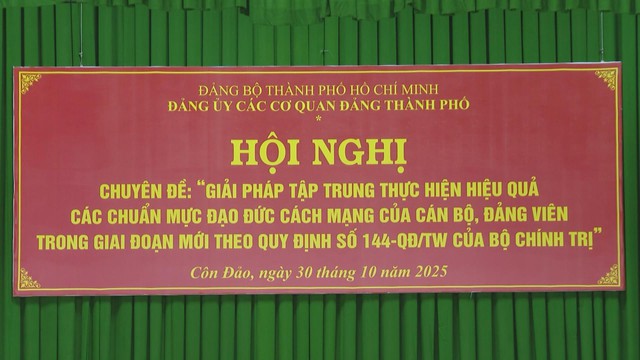 ĐẢNG BỘ THÀNH PHỐ HỒ CHÍ MINH
ĐẢNG ỦY CÁC CƠ QUAN ĐẢNG THÀNH PHỐ
*
HỘI NGHỊ
CHUYÊN ĐỀ: “GIẢI PHÁP TẬP TRUNG THỰC HIỆN HIỆU QUẢ
CÁC CHUẨN MỰC ĐẠO ĐỨC CÁCH MẠNG CỦA CÁN BỘ, ĐẢNG VIÊN
TRONG GIAI ĐOẠN MỚI THEO QUY ĐỊNH SỐ 144-QĐ/TW CỦA BỘ CHÍNH TRỊ”
Côn Đảo, ngày 30 tháng 10 năm 2025